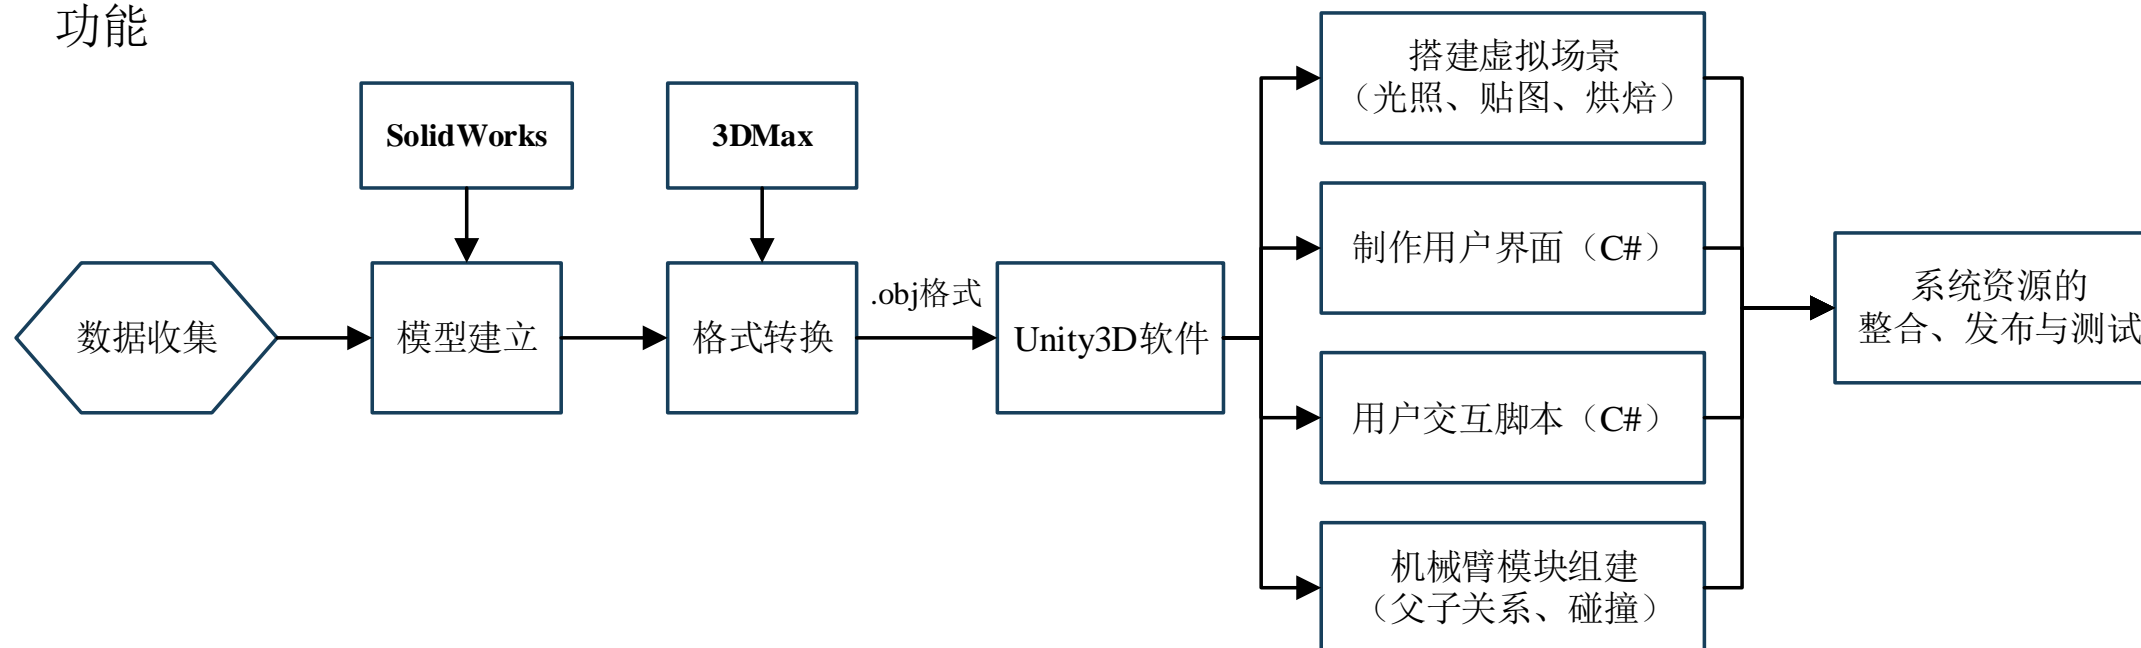 功能
SolidWorks
3DMax
数据收集
模型建立
格式转换
.obj格式
Unity3D软件
搭建虚拟场景
（光照、贴图、烘焙）
制作用户界面（C#）
用户交互脚本（C#）
机械臂模块组建
（父子关系、碰撞）
系统资源的
整合、发布与测试